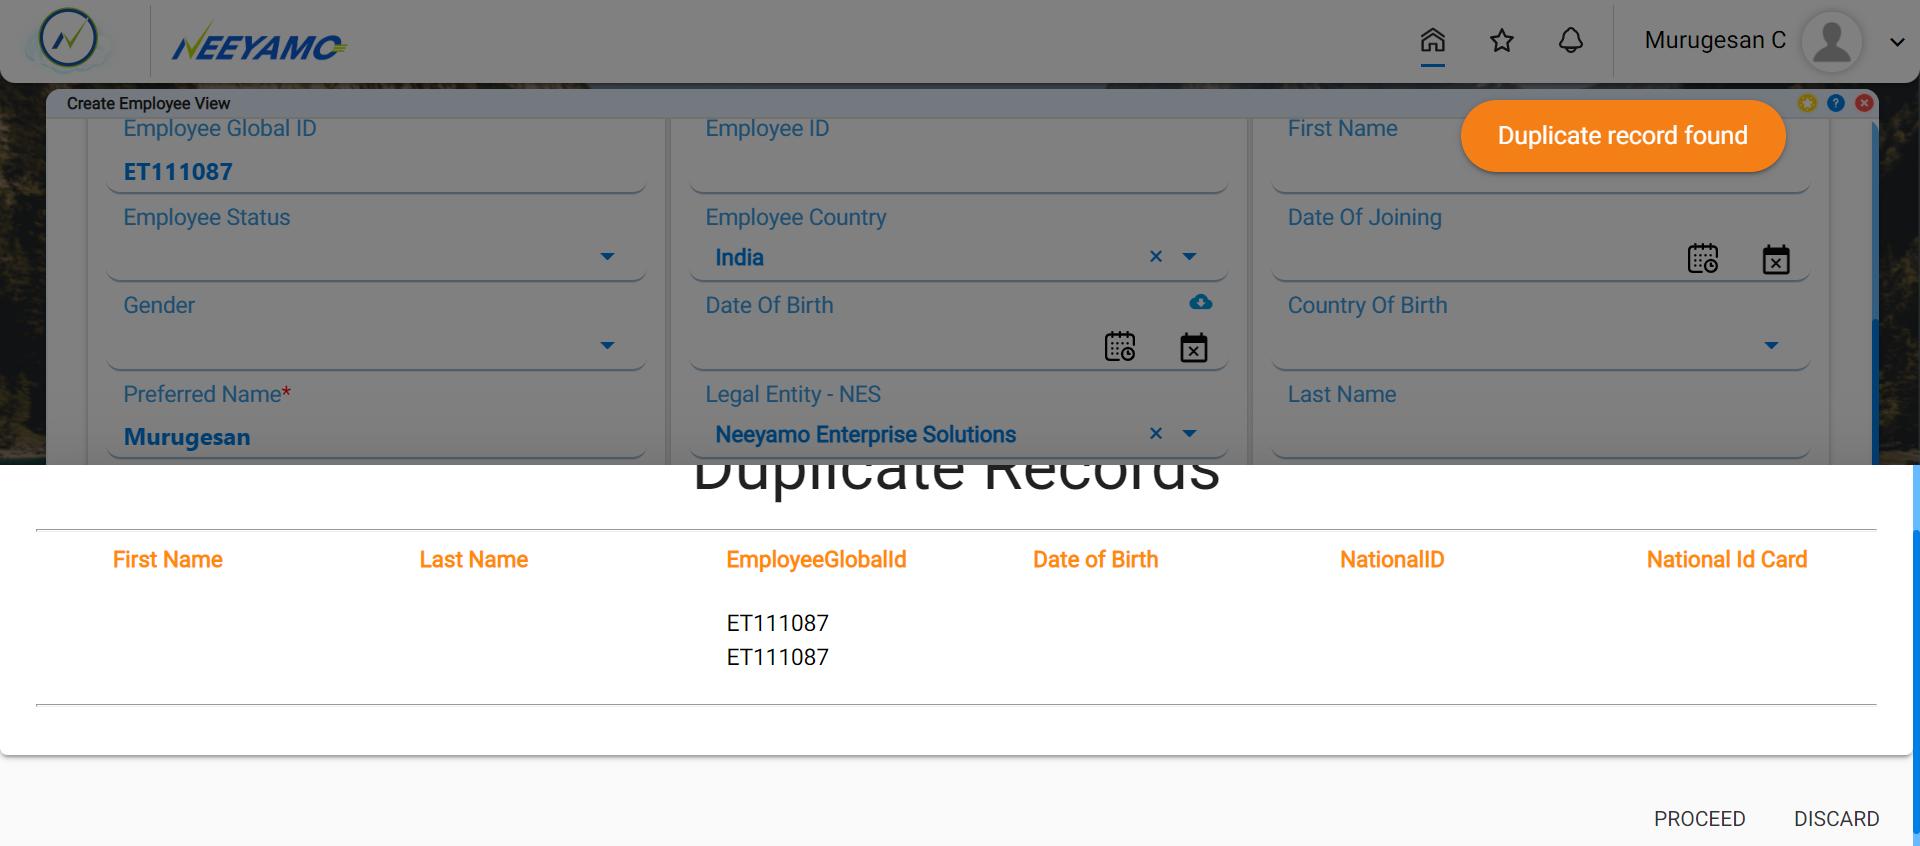 NEEYAMO
Murugesan C
Create Employee View
Duplicate record found
Employee Global ID
Employee ID
First Name
ET111087
Employee Status
Employee Country
Date Of Joining
India
Gender
Date Of Birth
Country Of Birth
Preferred Name*
Legal Entity - NES
Last Name
Murugesan
Neeyamo Enterprise Solutions
Duplicate Records
First Name
Last Name
EmployeeGlobalId
Date of Birth
NationalID
National Id Card
ET111087
ET111087
PROCEED
DISCARD